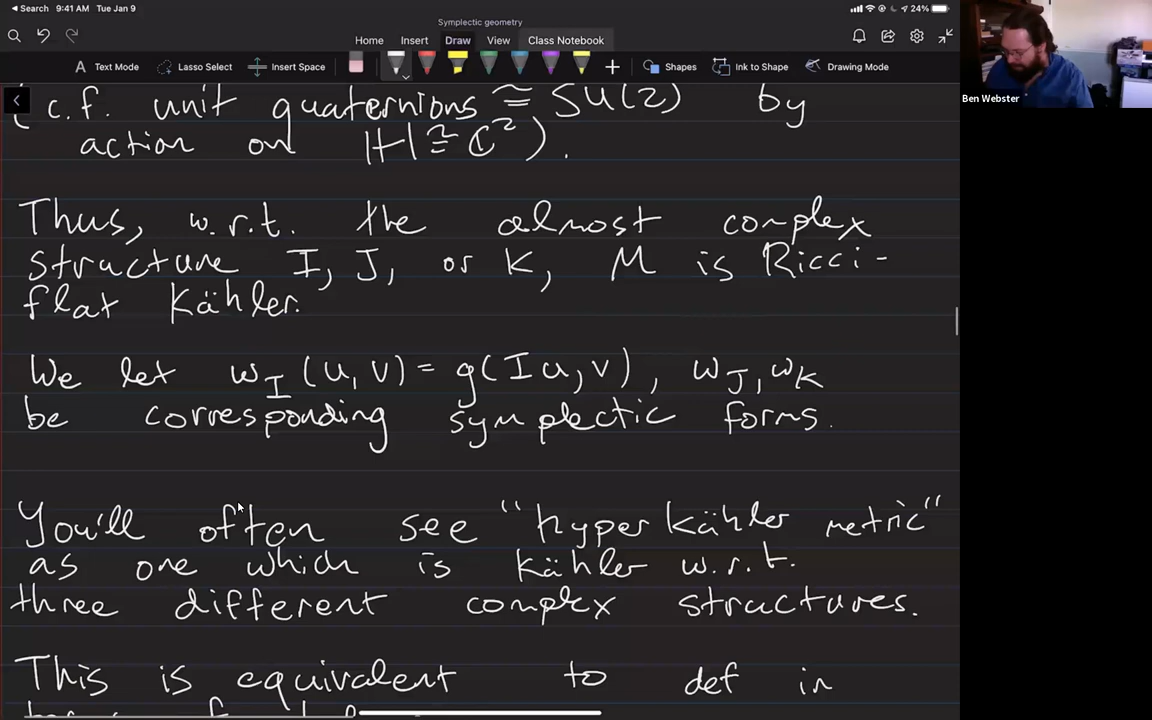 Search 9:41 AM Tue Jan 9
Symplectic geometry
24%
Home Insert Draw View Class Notebook
Text Mode Lasso Select Insert Space Shapes Ink to Shape Drawing Mode
Ben Webster
(c.f. unit quaternions ≅ SU(2) by
action on ℍ ≅ ℂ²).
Thus, w.r.t. the almost complex
structure I, J, or K, M is Ricci-
flat Kähler.
We let ω_I (u, v) = g(Iu, v), ω_J, ω_K
be corresponding symplectic forms.
You'll often see "hyperkähler metric"
as one which is kähler w.r.t.
three different complex structures.
This is equivalent to def in